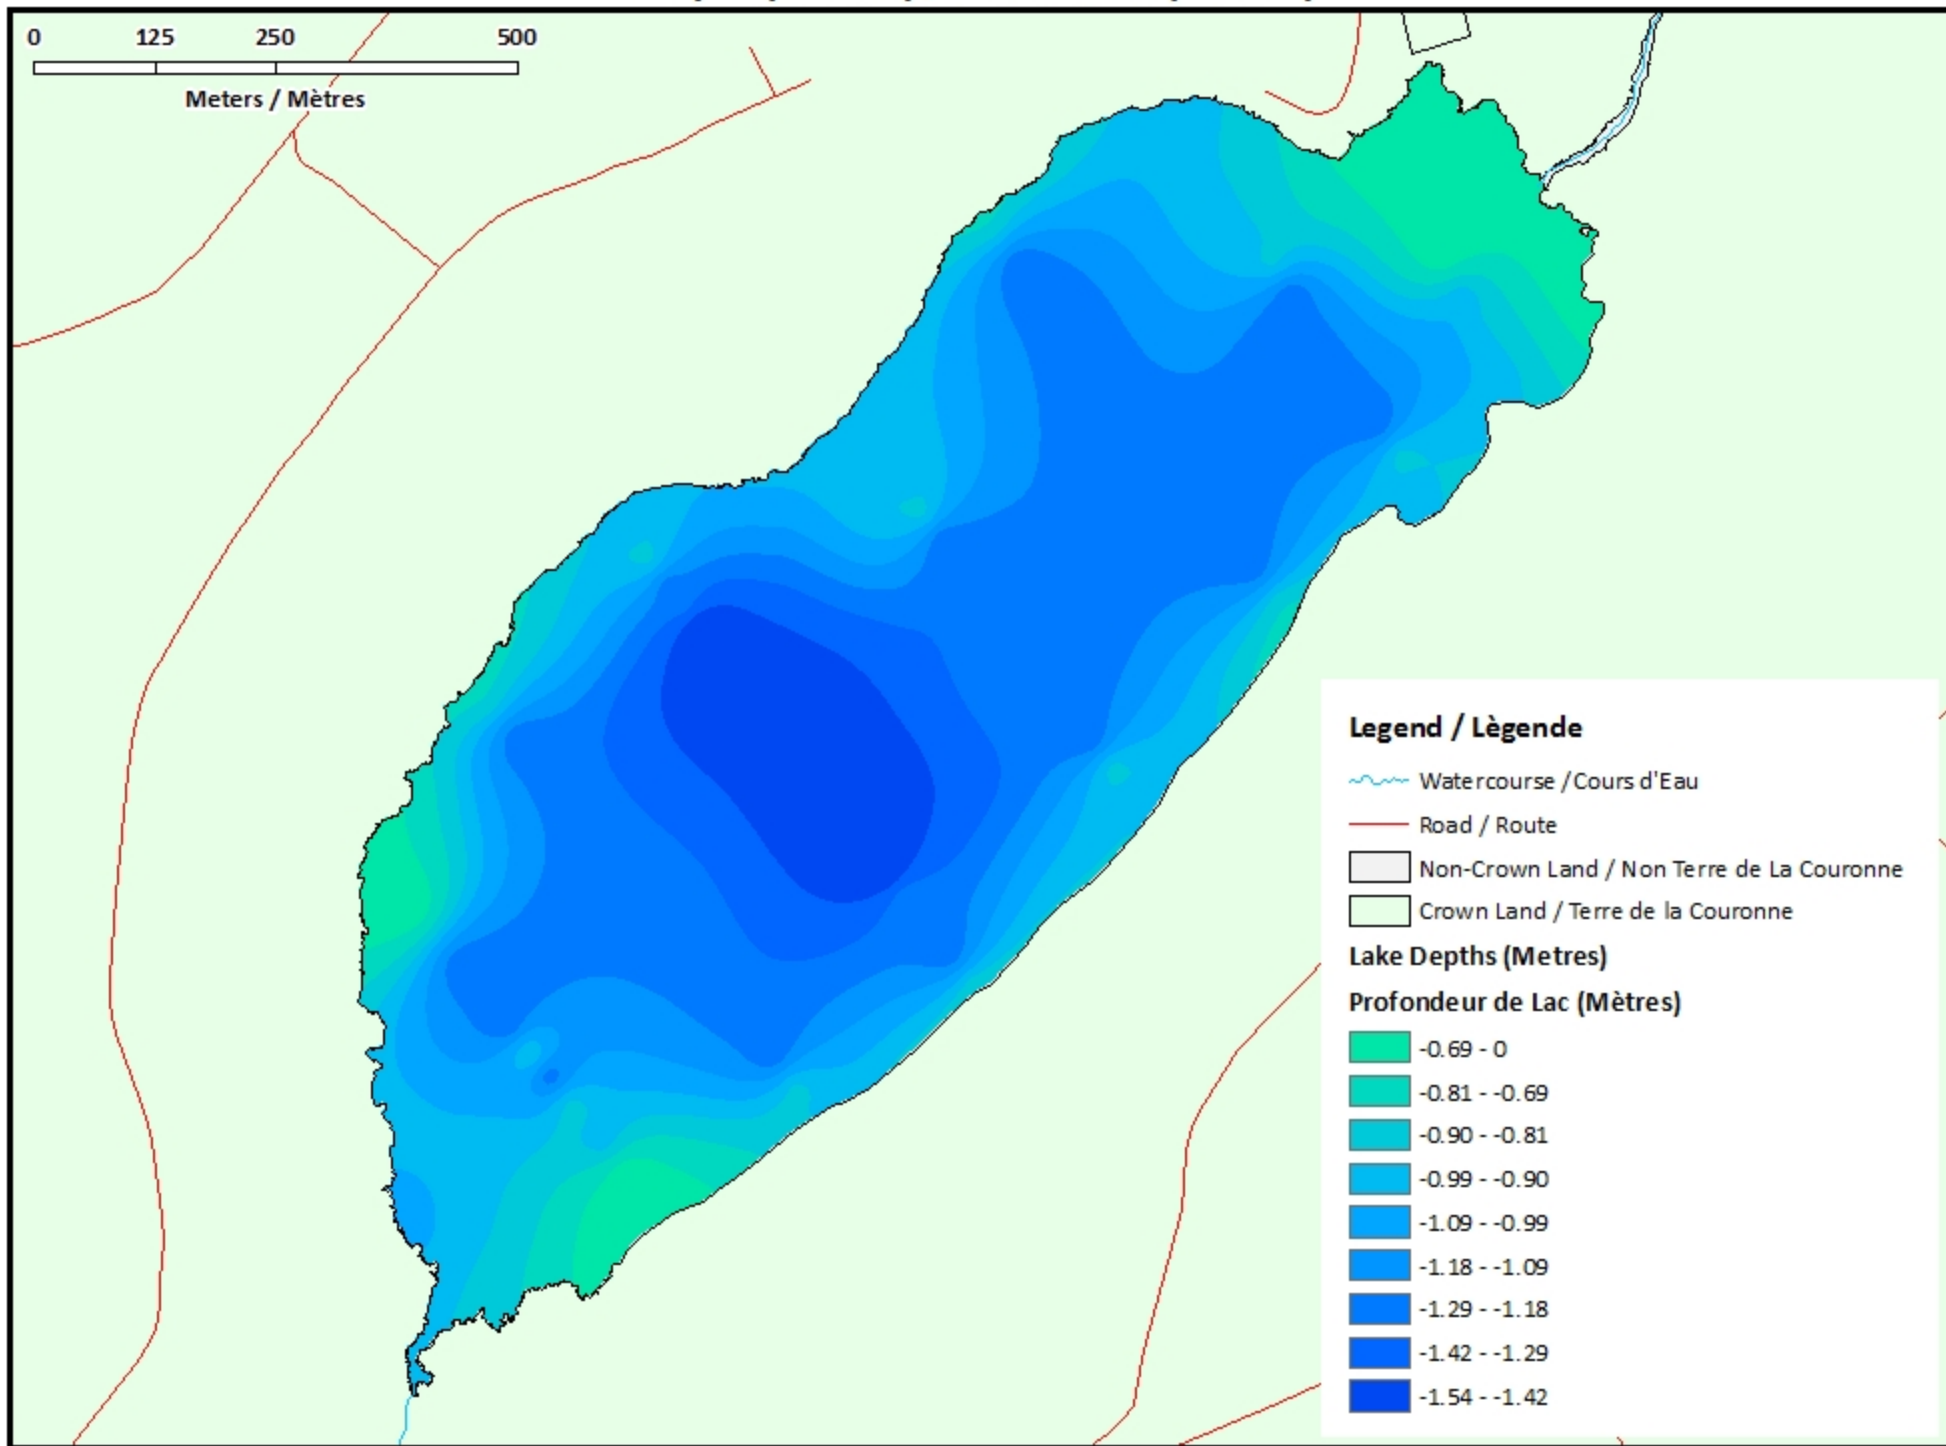 0 125 250 500
Meters / Mètres
Legend / Lègende
Watercourse / Cours d'Eau
Road / Route
Non-Crown Land / Non Terre de La Couronne
Crown Land / Terre de la Couronne
Lake Depths (Metres)
Profondeur de Lac (Mètres)
-0.69 - 0
-0.81 - -0.69
-0.90 - -0.81
-0.99 - -0.90
-1.09 - -0.99
-1.18 - -1.09
-1.29 - -1.18
-1.42 - -1.29
-1.54 - -1.42